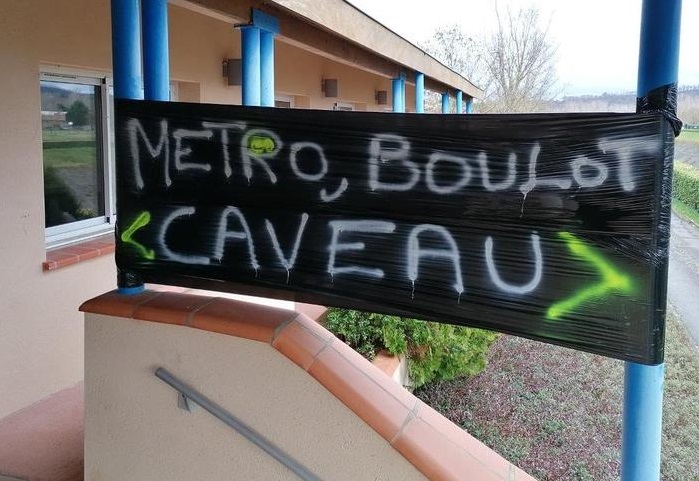 METRO, BOULOT
< CAVEAU >